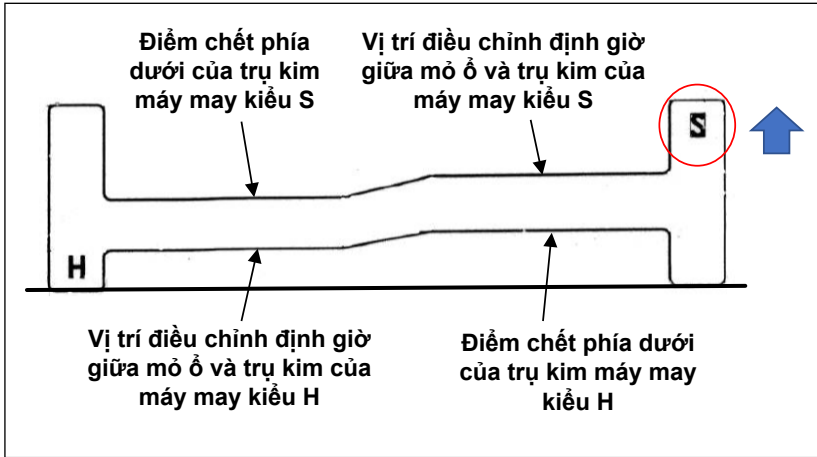 Điểm chết phía
dưới của trụ kim
máy may kiểu S
Vị trí điều chỉnh định giờ
giữa mỏ ổ và trụ kim của
máy may kiểu S
S
H
Vị trí điều chỉnh định giờ
giữa mỏ ổ và trụ kim của
máy may kiểu H
Điểm chết phía dưới
của trụ kim máy may
kiểu H